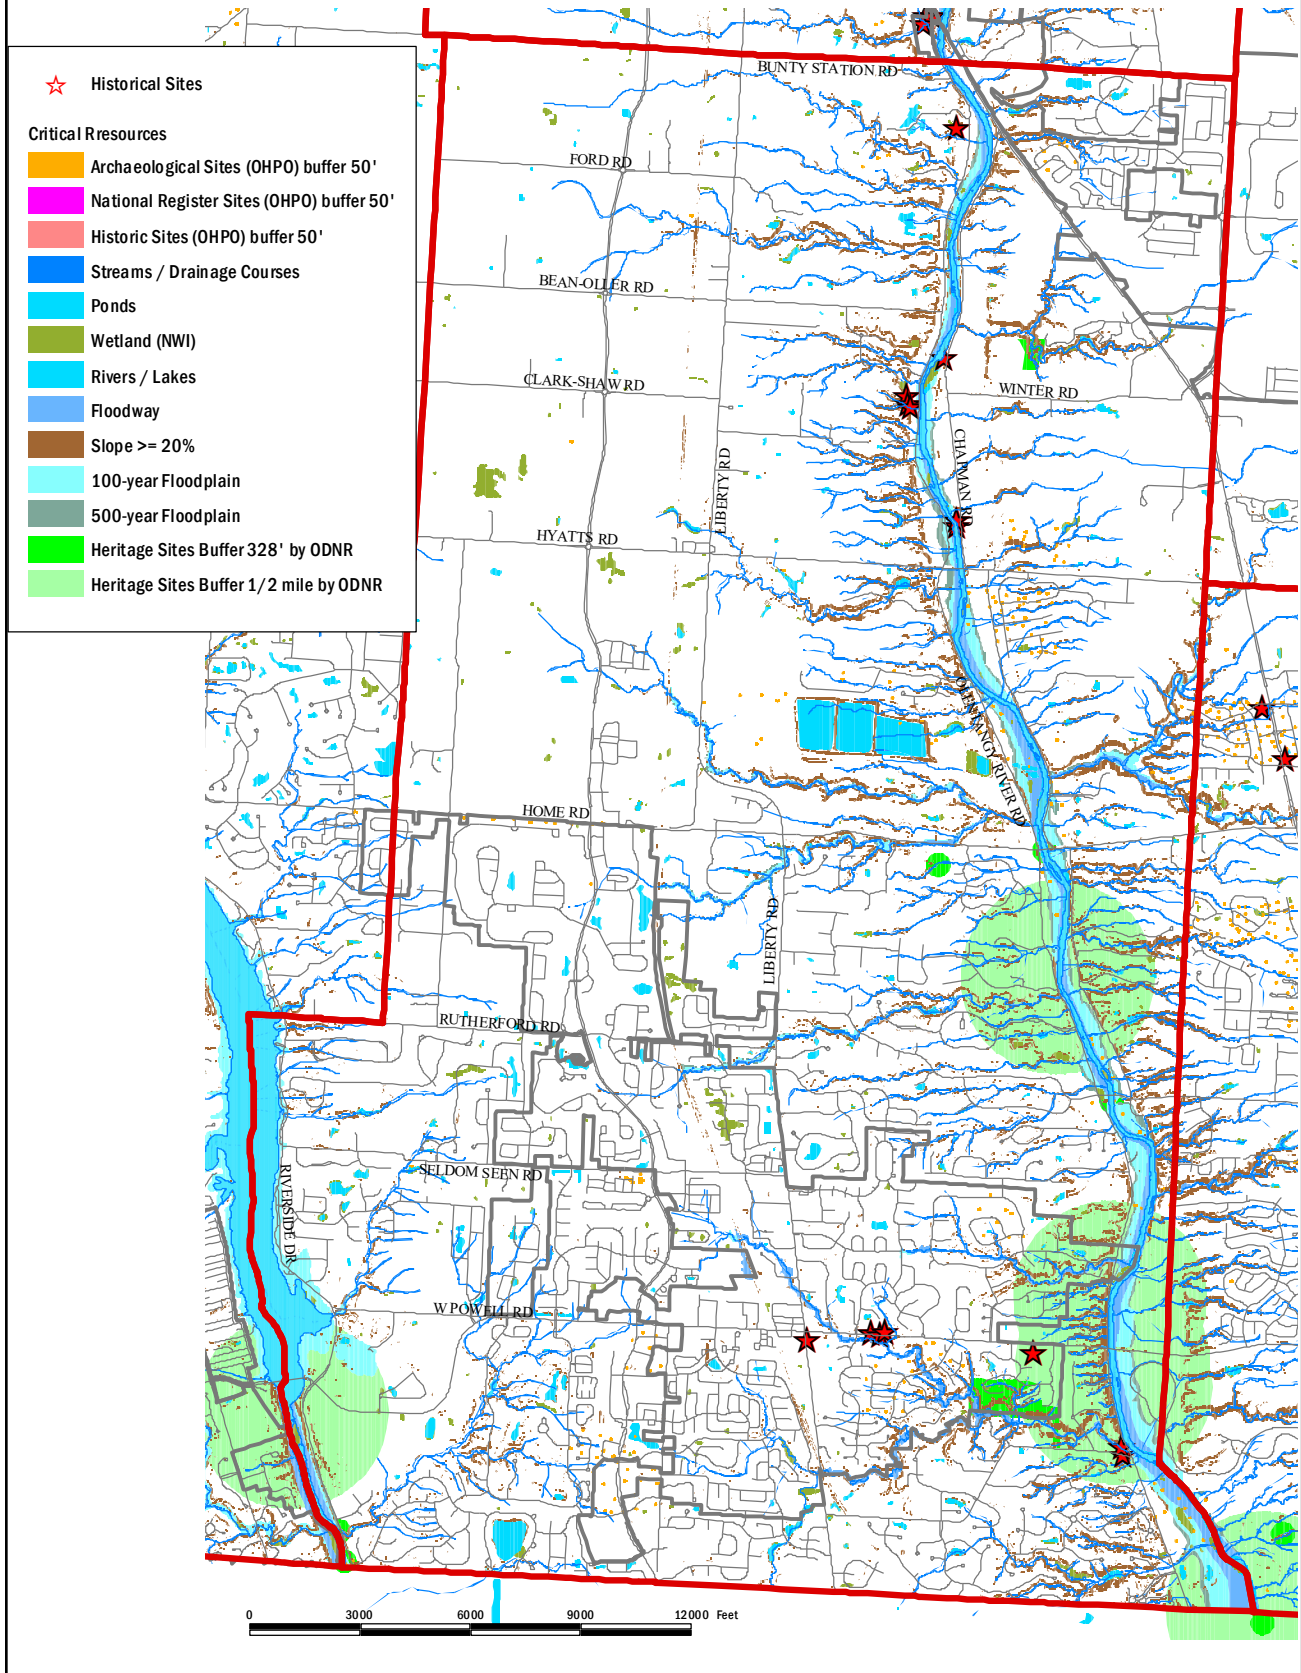 Historical Sites
Critical Rresources
Archaeological Sites (OHPO) buffer 50'
National Register Sites (OHPO) buffer 50'
Historic Sites (OHPO) buffer 50'
Streams / Drainage Courses
Ponds
Wetland (NWI)
Rivers / Lakes
Floodway
Slope >= 20%
100-year Floodplain
500-year Floodplain
Heritage Sites Buffer 328' by ODNR
Heritage Sites Buffer 1/2 mile by ODNR
BUNTY STATION RD
FORD RD
BEAN-OLLER RD
CLARK-SHAW RD
WINTER RD
CHAPMAN RD
LIBERTY RD
HYATTS RD
OLENTANGY RIVER RD
HOME RD
LIBERTY RD
RUTHERFORD RD
SELDOM SEEN RD
RIVERSIDE DR
W POWELL RD
0 3000 6000 9000 12000 Feet